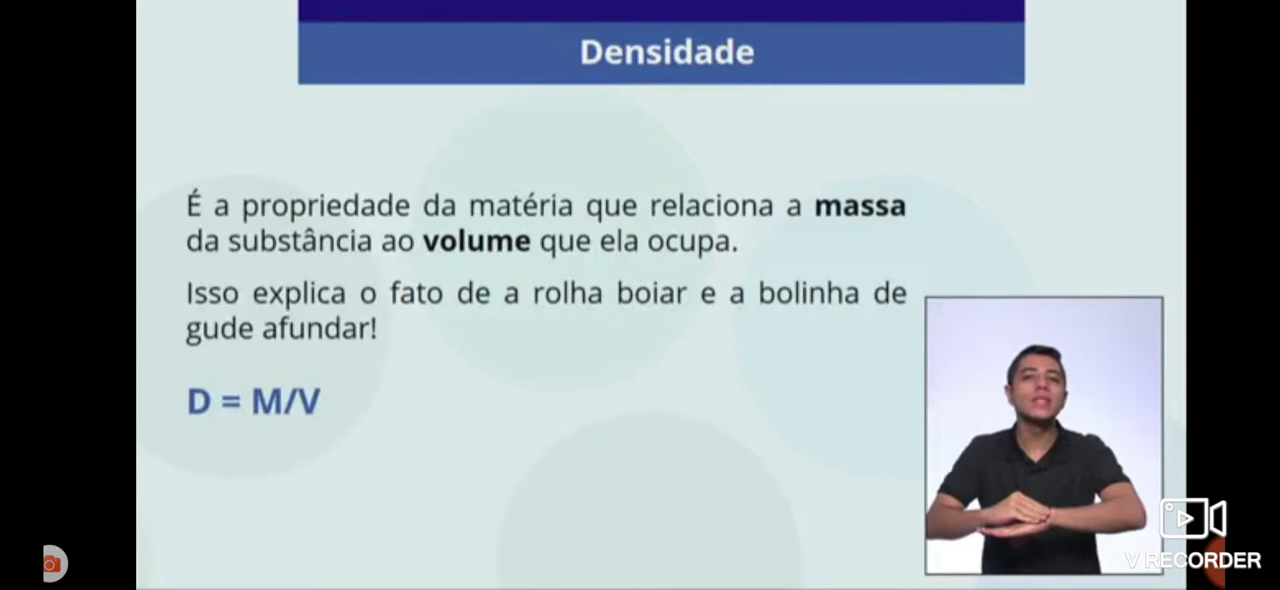 Densidade
É a propriedade da matéria que relaciona a massa
da substância ao volume que ela ocupa.
Isso explica o fato de a rolha boiar e a bolinha de
gude afundar!
D = M/V
V RECORDER